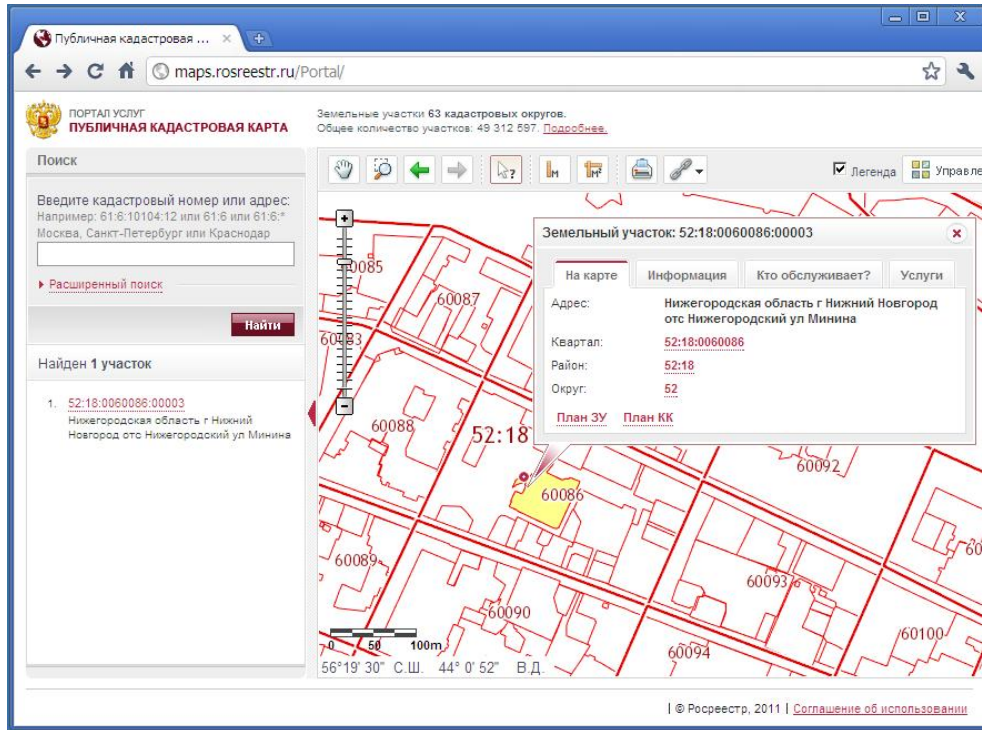 Публичная кадастровая ...
maps.rosreestr.ru/Portal/
ПОРТАЛ УСЛУГ
ПУБЛИЧНАЯ КАДАСТРОВАЯ КАРТА
Земельные участки 63 кадастровых округов.
Общее количество участков: 49 312 597. Подробнее.
Поиск
Легенда
Управле
Введите кадастровый номер или адрес:
Например: 61:6:10104:12 или 61:6 или 61:6:*
Москва, Санкт-Петербург или Краснодар
Расширенный поиск
Найти
Найден 1 участок
1. 52:18:0060086:00003
Нижегородская область г Нижний
Новгород отс Нижегородский ул Минина
Земельный участок: 52:18:0060086:00003
На карте
Информация
Кто обслуживает?
Услуги
Адрес: Нижегородская область г Нижний Новгород
отс Нижегородский ул Минина
Квартал: 52:18:0060086
Район: 52:18
Округ: 52
План ЗУ План КК
60085
60087
60083
60088
52:18
60092
60086
60089
60093
60090
60100
60094
0 50 100m
56°19' 30" С.Ш. 44° 0' 52" В.Д.
| © Росреестр, 2011 | Соглашение об использовании